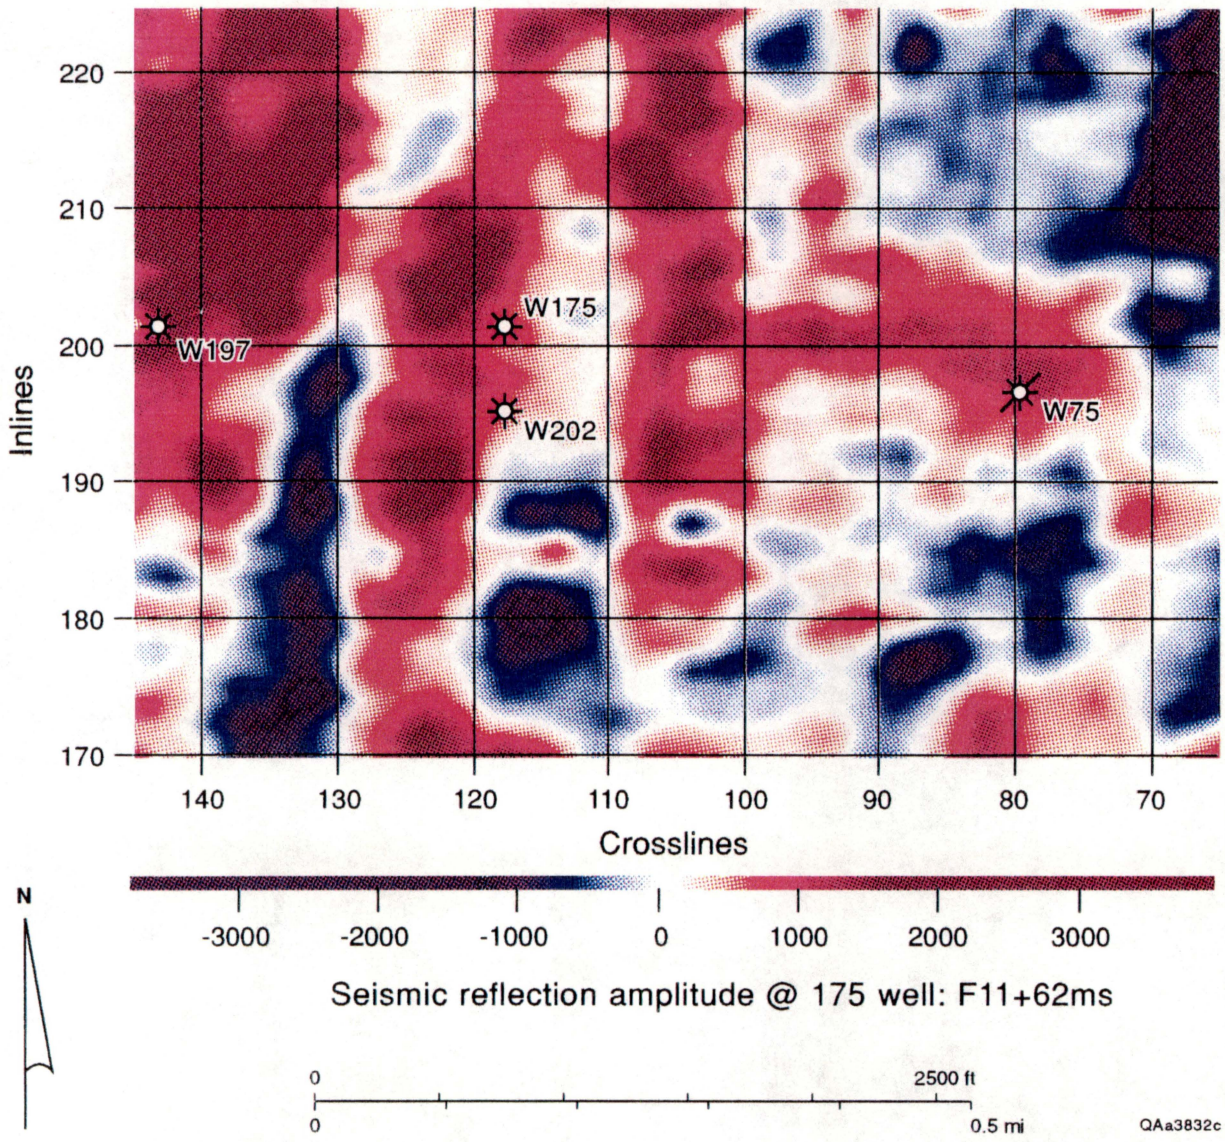 220
210
200
190
180
170
Inlines
W175
W197
W202
W75
140 130 120 110 100 90 80 70
Crosslines
N
-3000 -2000 -1000 0 1000 2000 3000
Seismic reflection amplitude @ 175 well: F11+62ms
0 2500 ft
0 0.5 mi
QAa3832c